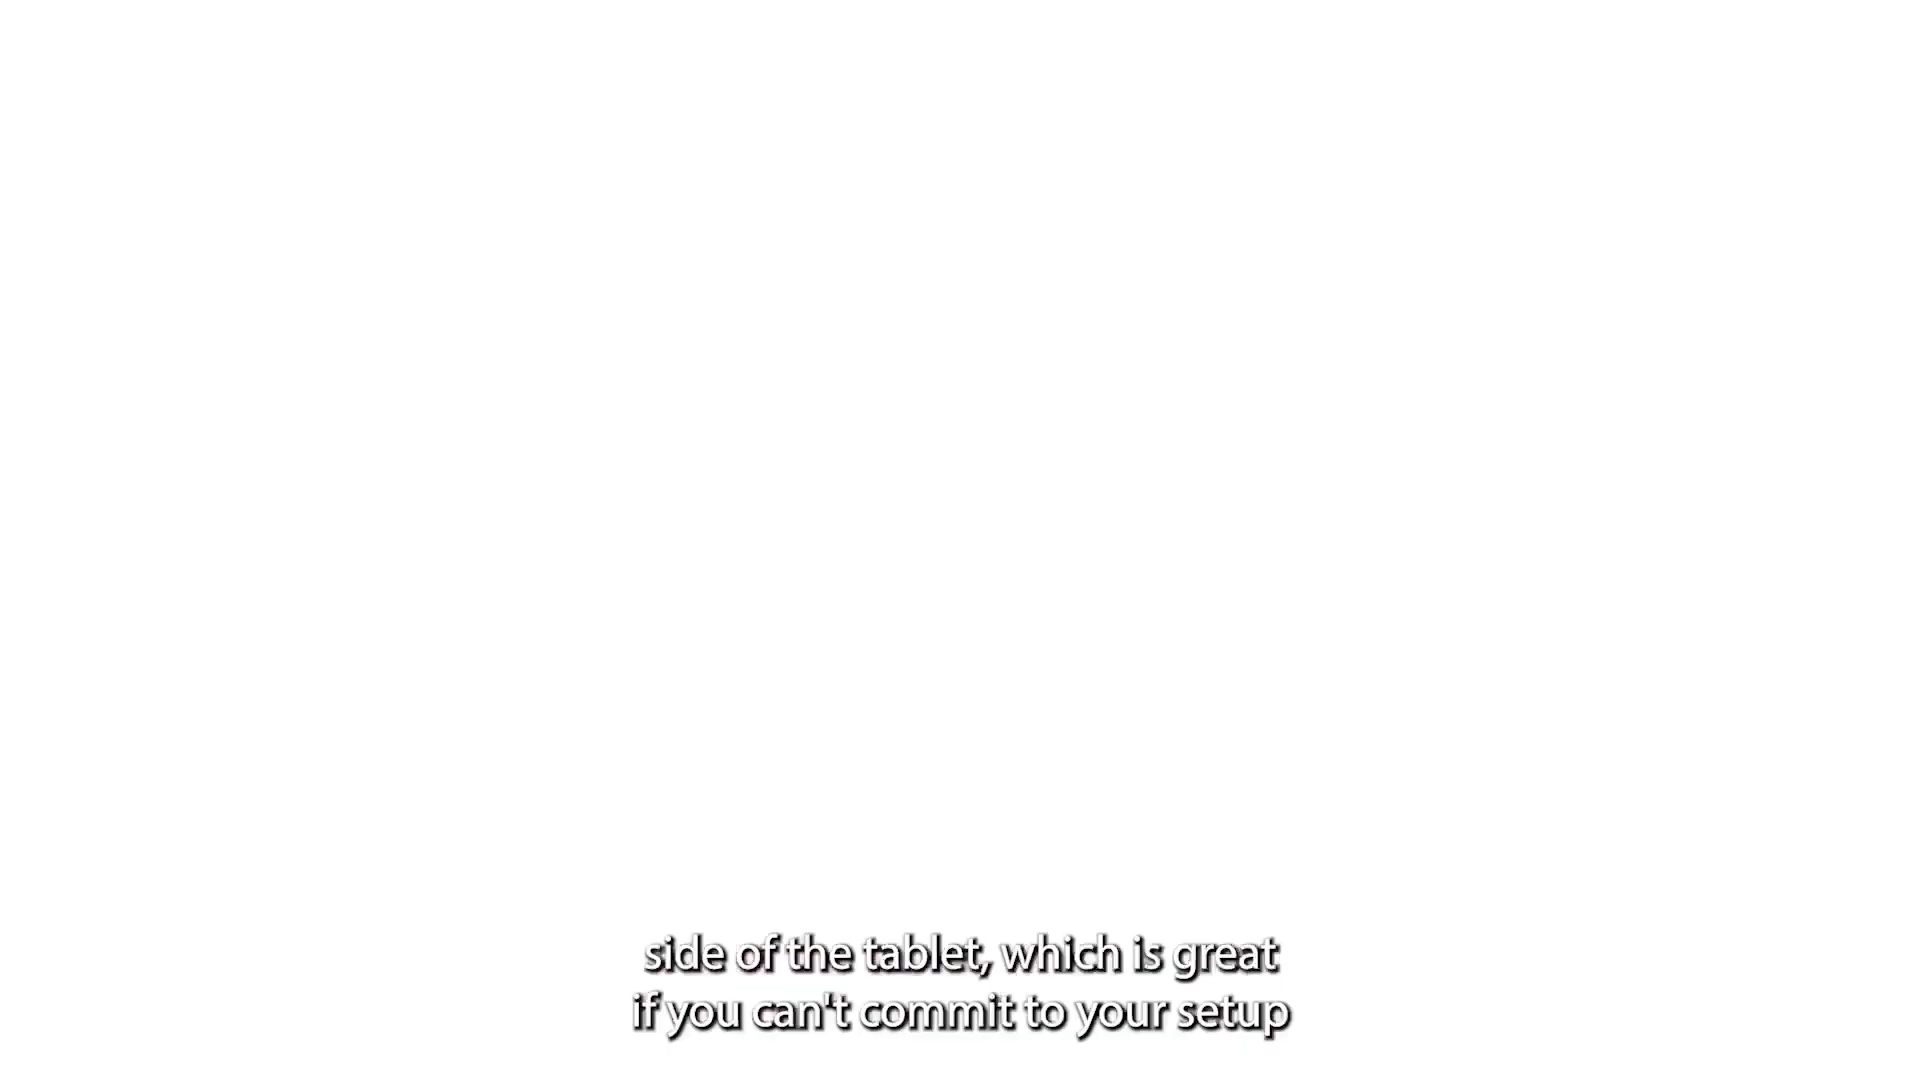 side of the tablet, which is great
if you can't commit to your setup